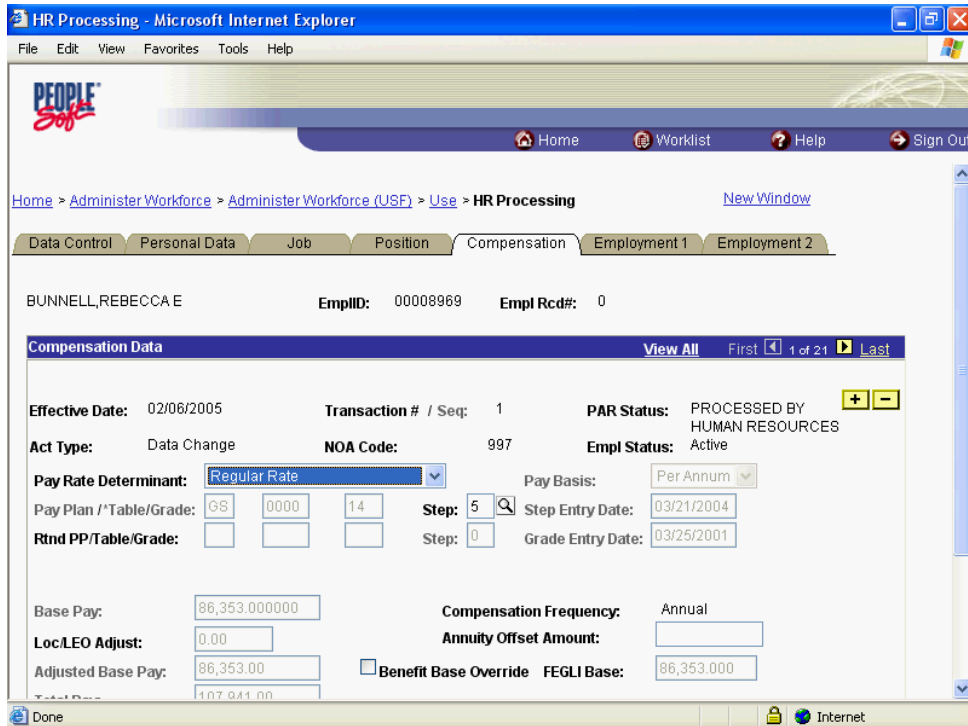 HR Processing - Microsoft Internet Explorer
File Edit View Favorites Tools Help
PEOPLE Soft
Home Worklist Help Sign Out
Home > Administer Workforce > Administer Workforce (USF) > Use > HR Processing New Window
Data Control Personal Data Job Position Compensation Employment 1 Employment 2
BUNNELL,REBECCA E EmplID: 00008969 Empl Rcd#: 0
Compensation Data View All First 1 of 21 Last
Effective Date: 02/06/2005 Transaction # / Seq: 1 PAR Status: PROCESSED BY HUMAN RESOURCES + -
Act Type: Data Change NOA Code: 997 Empl Status: Active
Pay Rate Determinant: Regular Rate Pay Basis: Per Annum
Pay Plan /*Table/Grade: GS 0000 14 Step: 5 Step Entry Date: 03/21/2004
Rtnd PP/Table/Grade: Step: 0 Grade Entry Date: 03/25/2001
Base Pay: 86,353.000000 Compensation Frequency: Annual
Loc/LEO Adjust: 0.00 Annuity Offset Amount:
Adjusted Base Pay: 86,353.00 Benefit Base Override FEGLI Base: 86,353.000
Total Pay: 107,941.00
Done Internet